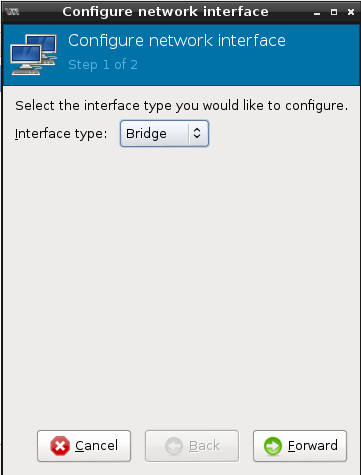 Configure network interface
Configure network interface
Step 1 of 2
Select the interface type you would like to configure.
Interface type: Bridge
Cancel Back Forward